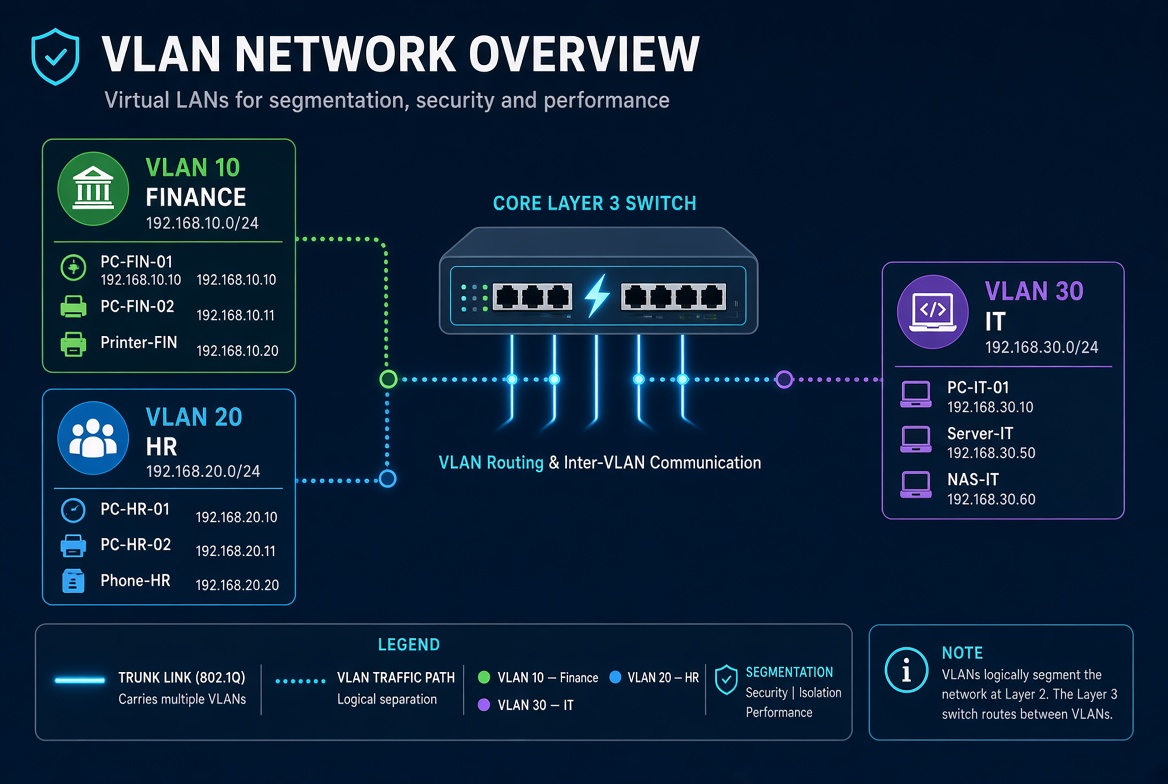 VLAN NETWORK OVERVIEW
Virtual LANs for segmentation, security and performance
VLAN 10
FINANCE
192.168.10.0/24
PC-FIN-01
192.168.10.10 192.168.10.10
PC-FIN-02
192.168.10.11
Printer-FIN
192.168.10.20
VLAN 20
HR
192.168.20.0/24
PC-HR-01
192.168.20.10
PC-HR-02
192.168.20.11
Phone-HR
192.168.20.20
CORE LAYER 3 SWITCH
VLAN Routing & Inter-VLAN Communication
VLAN 30
IT
192.168.30.0/24
PC-IT-01
192.168.30.10
Server-IT
192.168.30.50
NAS-IT
192.168.30.60
LEGEND
TRUNK LINK (802.1Q)
Carries multiple VLANs
VLAN TRAFFIC PATH
Logical separation
VLAN 10 — Finance
VLAN 20 — HR
VLAN 30 — IT
SEGMENTATION
Security | Isolation
Performance
NOTE
VLANs logically segment the
network at Layer 2. The Layer 3
switch routes between VLANs.